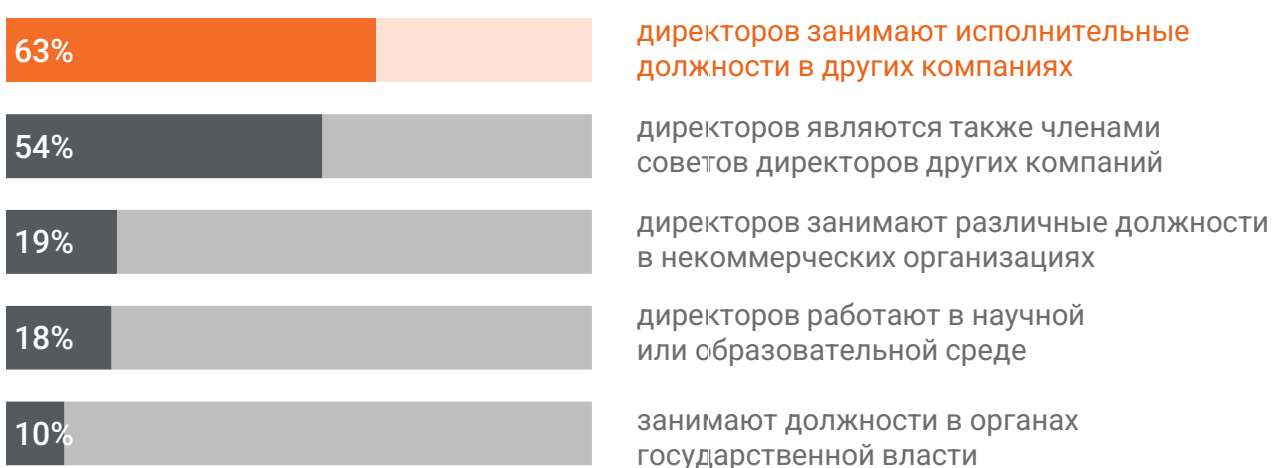 63%
директоров занимают исполнительные
должности в других компаниях
54%
директоров являются также членами
советов директоров других компаний
19%
директоров занимают различные должности
в некоммерческих организациях
18%
директоров работают в научной
или образовательной среде
10%
занимают должности в органах
государственной власти